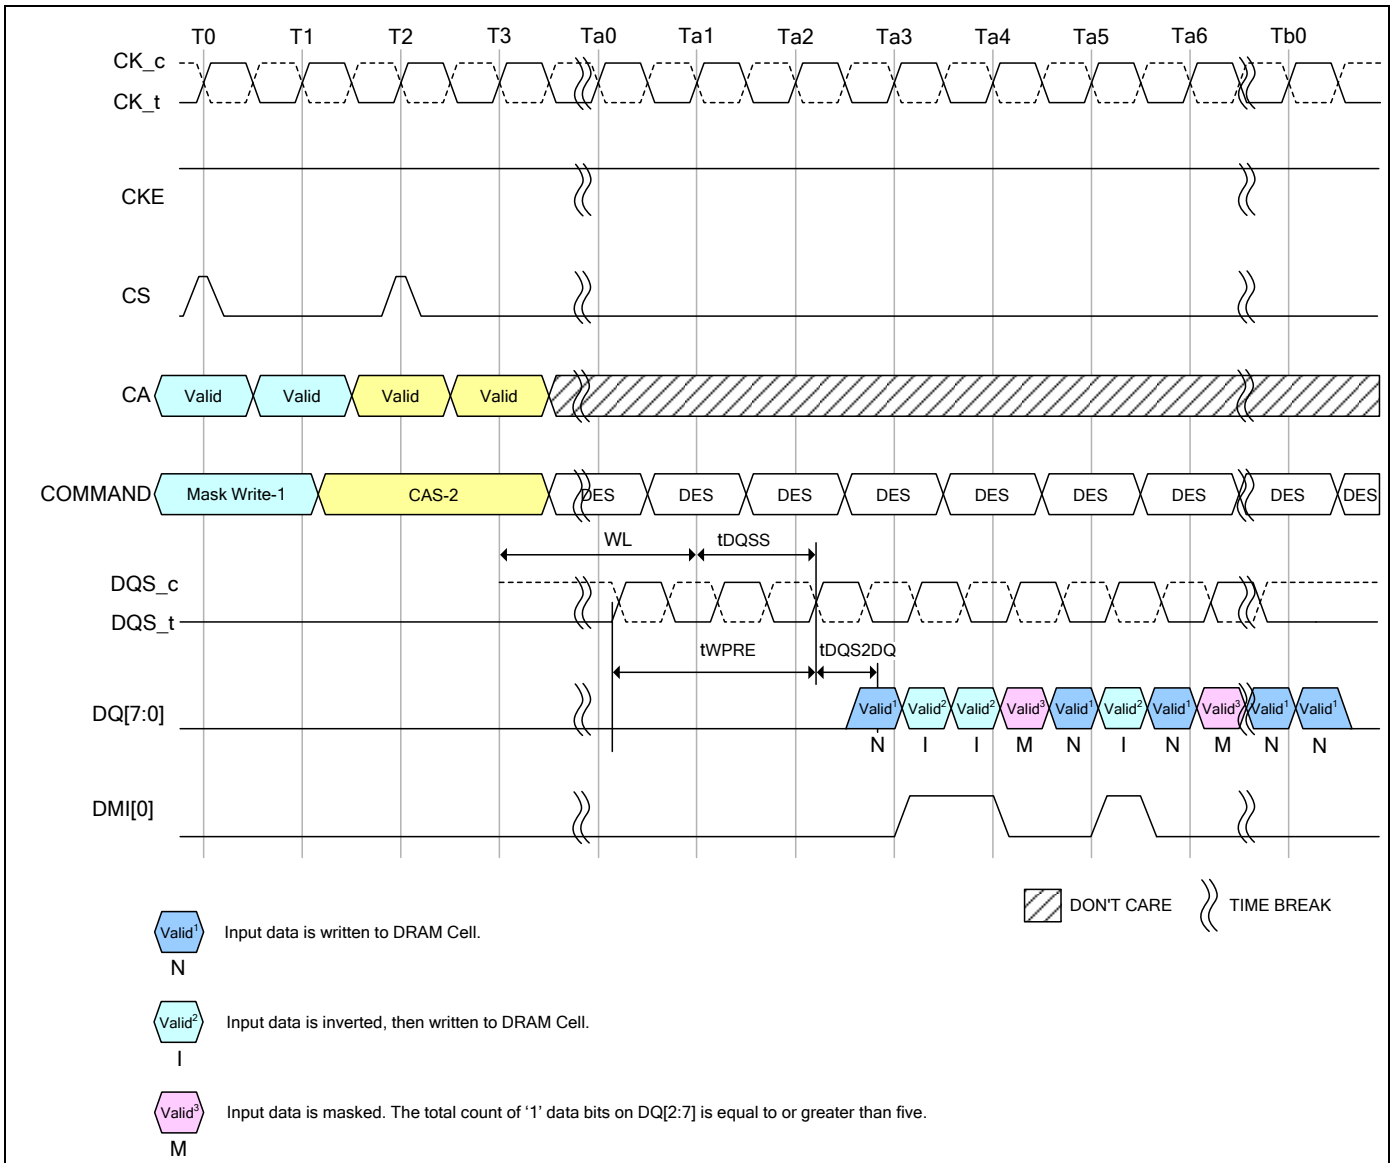 T0 T1 T2 T3 Ta0 Ta1 Ta2 Ta3 Ta4 Ta5 Ta6 Tb0
CK_c
CK_t
CKE
CS
CA Valid Valid Valid Valid
COMMAND Mask Write-1 CAS-2 DES DES DES DES DES DES DES DES DES
WL tDQSS
DQS_c
DQS_t
tWPRE tDQS2DQ
DQ[7:0] Valid¹ Valid² Valid² Valid³ Valid¹ Valid² Valid¹ Valid³ Valid¹ Valid¹
N I I M N I N M N N
DMI[0]
DON'T CARE TIME BREAK
Valid¹ Input data is written to DRAM Cell.
N
Valid² Input data is inverted, then written to DRAM Cell.
I
Valid³ Input data is masked. The total count of ‘1’ data bits on DQ[2:7] is equal to or greater than five.
M